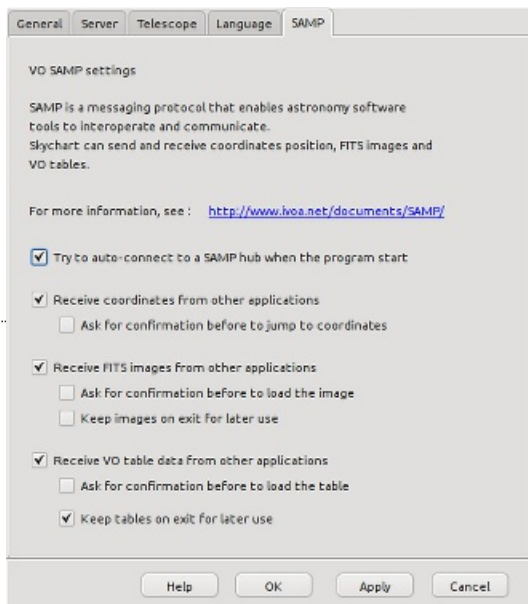 General Server Telescope Language SAMP
VO SAMP settings
SAMP is a messaging protocol that enables astronomy software
tools to interoperate and communicate.
Skychart can send and receive coordinates position, FITS images and
VO tables.
For more information, see : http://www.ivoa.net/documents/SAMP/
Try to auto-connect to a SAMP hub when the program start
Receive coordinates from other applications
Ask for confirmation before to jump to coordinates
Receive FITS images from other applications
Ask for confirmation before to load the image
Keep images on exit for later use
Receive VO table data from other applications
Ask for confirmation before to load the table
Keep tables on exit for later use
Help OK Apply Cancel